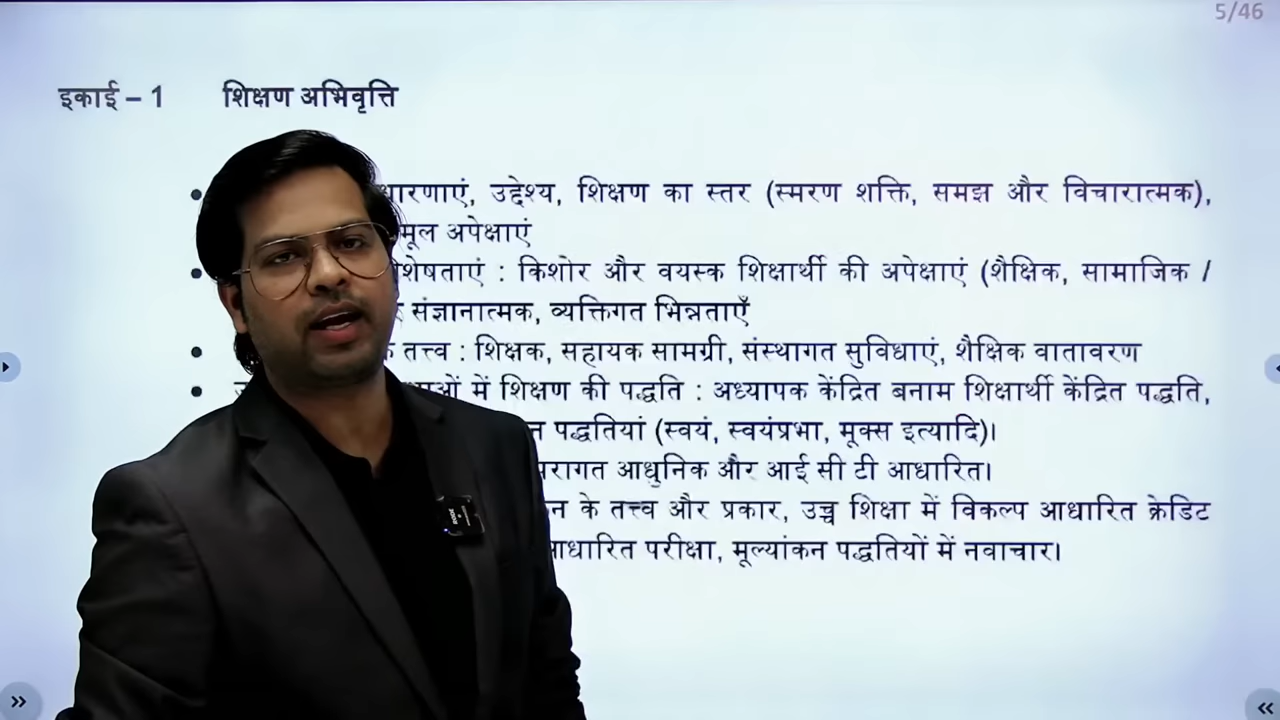 5/46
इकाई – 1 शिक्षण अभिवृत्ति
उद्देश्य, शिक्षण का स्तर (स्मरण शक्ति, समझ और विचारात्मक),
मूल अपेक्षाएं
: किशोर और वयस्क शिक्षार्थी की अपेक्षाएं (शैक्षिक, सामाजिक /
संज्ञानात्मक, व्यक्तिगत भिन्नताएँ
तत्त्व : शिक्षक, सहायक सामग्री, संस्थागत सुविधाएं, शैक्षिक वातावरण
में शिक्षण की पद्धति : अध्यापक केंद्रित बनाम शिक्षार्थी केंद्रित पद्धति,
पद्धतियां (स्वयं, स्वयंप्रभा, मूक्स इत्यादि)।
आधुनिक और आई सी टी आधारित।
के तत्त्व और प्रकार, उच्च शिक्षा में विकल्प आधारित क्रेडिट
आधारित परीक्षा, मूल्यांकन पद्धतियों में नवाचार।